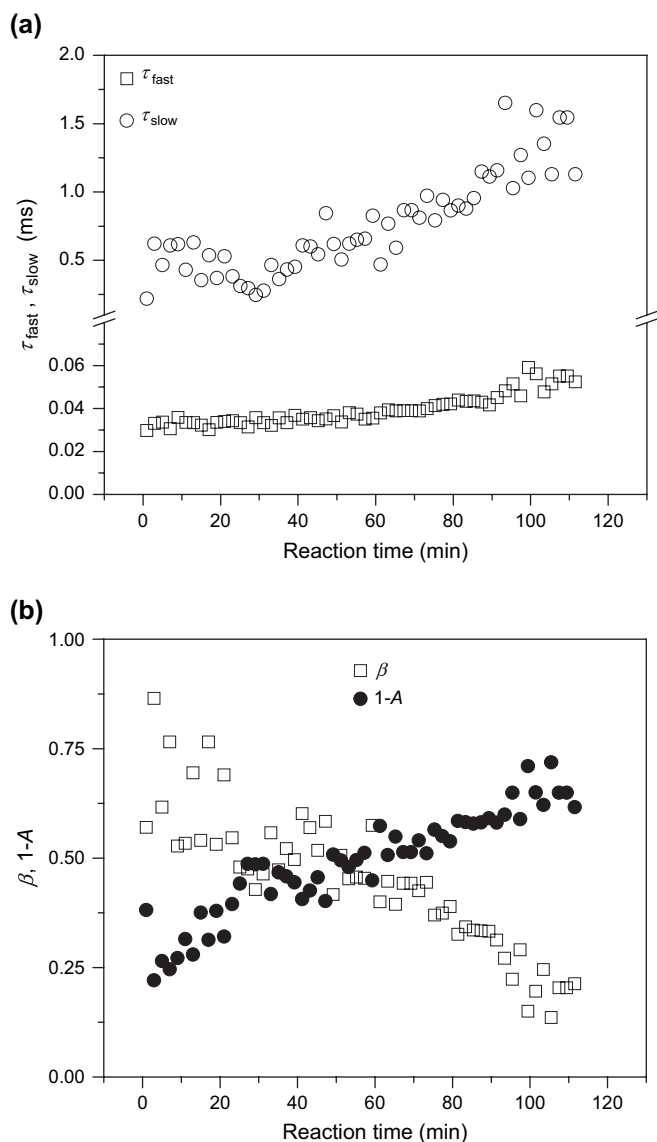 (a)
2.0
1.5
1.0
0.5
0.06
0.04
0.02
0.00
τfast
τslow
τfast , τslow (ms)
0 20 40 60 80 100 120
Reaction time (min)
(b)
1.00
0.75
0.50
0.25
0.00
β
1-A
β, 1-A
0 20 40 60 80 100 120
Reaction time (min)